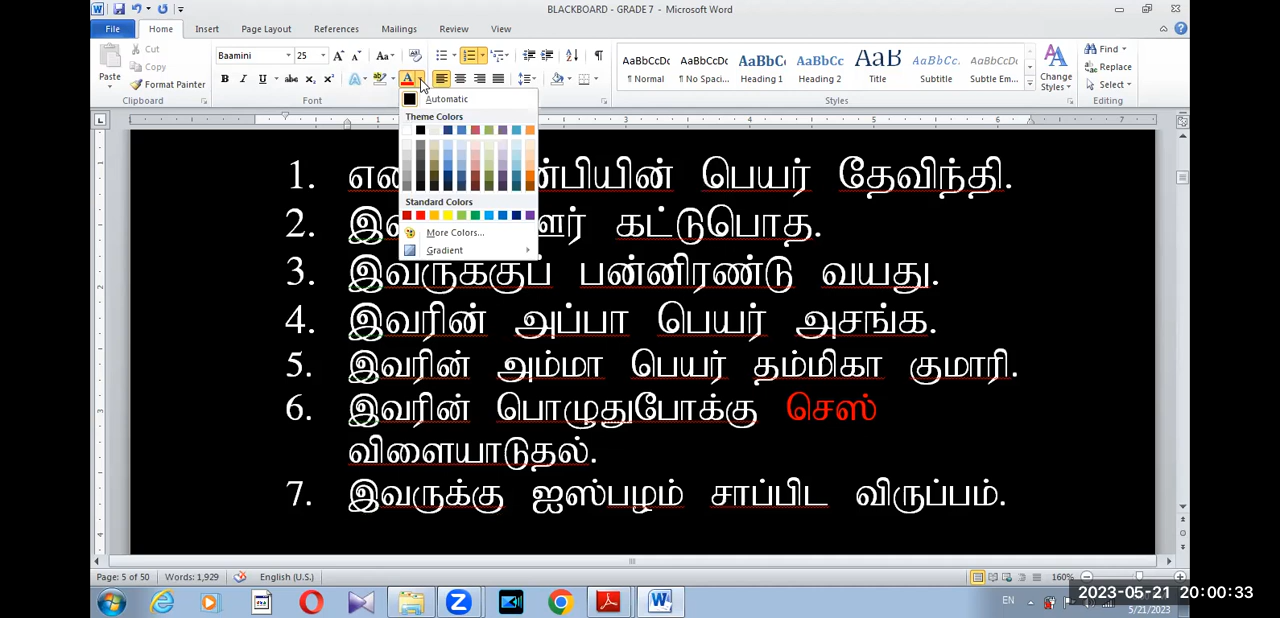 BLACKBOARD - GRADE 7 - Microsoft Word
File Home Insert Page Layout References Mailings Review View
Paste Cut Copy Format Painter Clipboard
Baamini 25 Font
AaBbCcDc AaBbCcDc AaBbC AaBbCc AaB AaBbCc. AaBbCcDc
¶ Normal ¶ No Spaci... Heading 1 Heading 2 Title Subtitle Subtle Em...
Styles
Change Styles
Find Replace Select Editing
Automatic
Theme Colors
Standard Colors
More Colors...
Gradient
1. பியின் பெயர் தேவிந்தி.
2. கட்டுபொத.
3. இவருக்குப் பன்னிரண்டு வயது.
4. இவரின் அப்பா பெயர் அசங்க.
5. இவரின் அம்மா பெயர் தம்மிகா குமாரி.
6. இவரின் பொழுதுபோக்கு செஸ்
விளையாடுதல்.
7. இவருக்கு ஐஸ்பழம் சாப்பிட விருப்பம்.
Page: 5 of 50 Words: 1,929 English (U.S.) 160%
EN
2023-05-21 20:00:33
5/21/2023